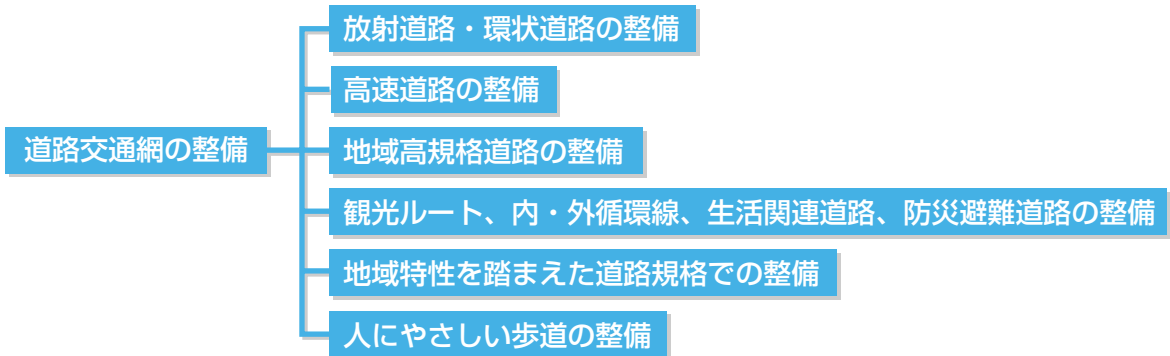 道路交通網の整備
放射道路・環状道路の整備
高速道路の整備
地域高規格道路の整備
観光ルート、内・外循環線、生活関連道路、防災避難道路の整備
地域特性を踏まえた道路規格での整備
人にやさしい歩道の整備